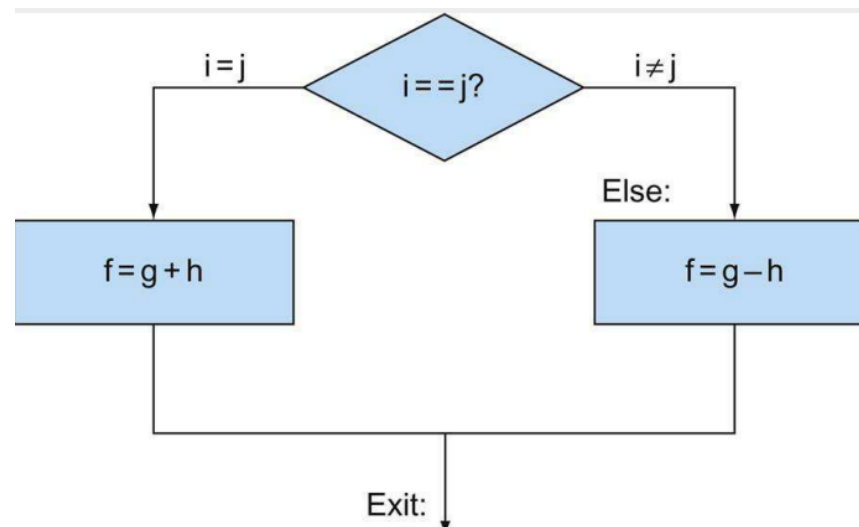 i=j
i==j?
i≠j
Else:
f=g+h
f=g–h
Exit: